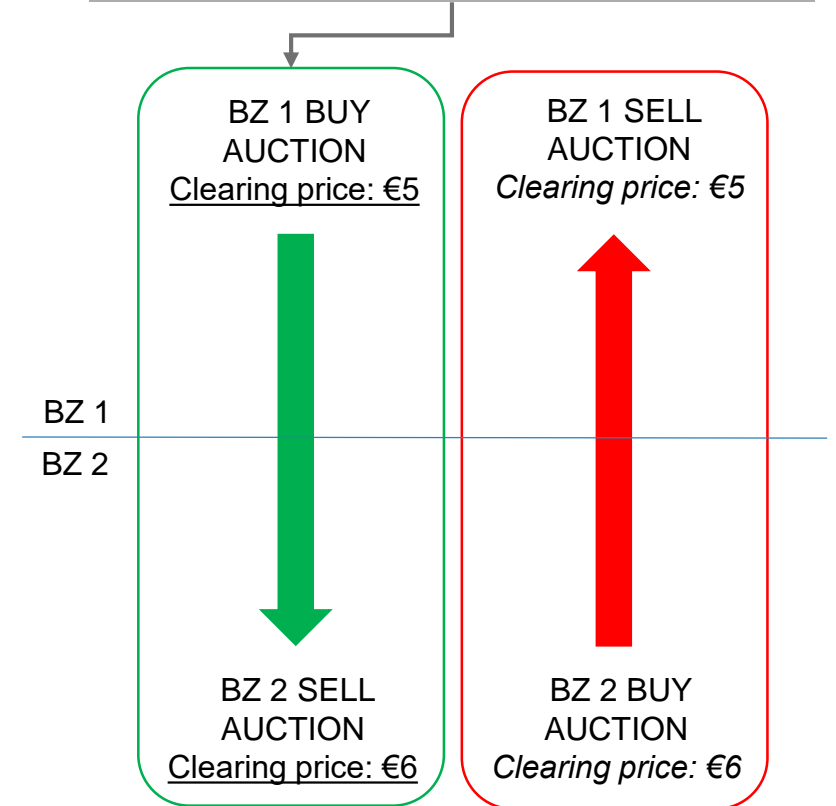 BZ 1 BUY
AUCTION
Clearing price: €5
BZ 1 SELL
AUCTION
Clearing price: €5
BZ 1
BZ 2
BZ 2 SELL
AUCTION
Clearing price: €6
BZ 2 BUY
AUCTION
Clearing price: €6